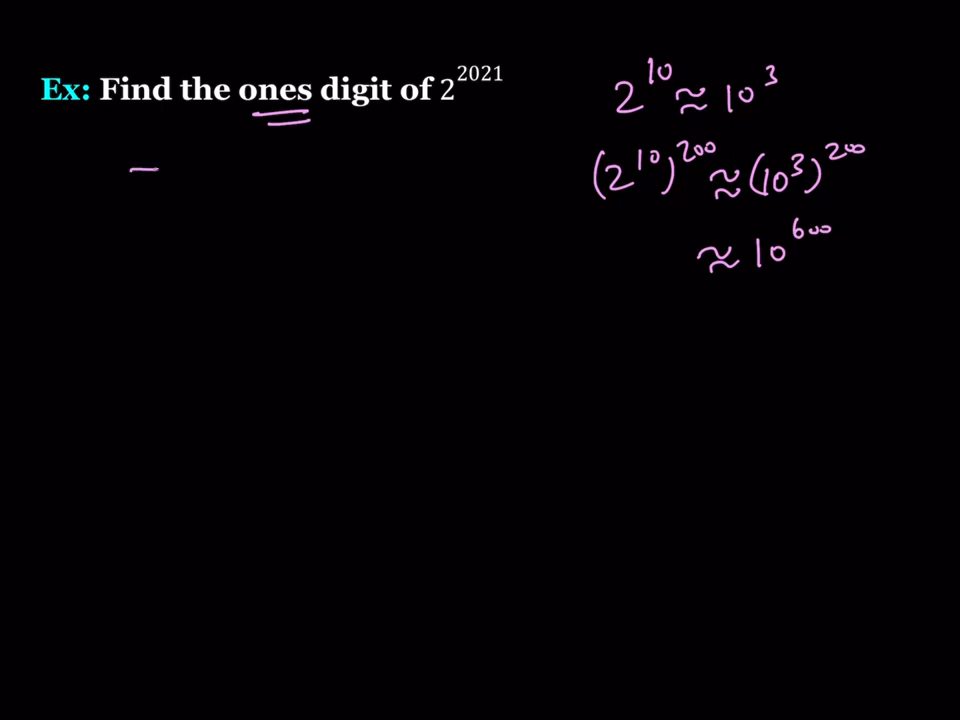 Ex: Find the ones digit of 2^2021
2^10 ≈ 10^3
(2^10)^200 ≈ (10^3)^200
≈ 10^600